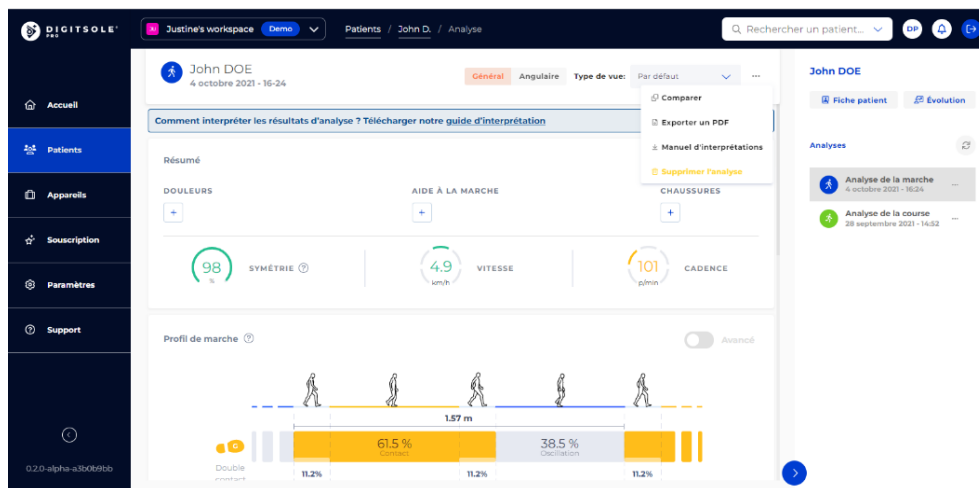 DIGITSOLE®
PRO
JU Justine's workspace Demo
Patients / John D. / Analyse
Rechercher un patient...
DP
Accueil
Patients
Appareils
Souscription
Paramètres
Support
0.2.0-alpha-a3b0b9bb
John DOE
4 octobre 2021 - 16-24
Général Angulaire Type de vue: Par défaut ...
Comparer
Exporter un PDF
Manuel d'interprétations
Supprimer l'analyse
Comment interpréter les résultats d'analyse ? Télécharger notre guide d'interprétation
Résumé
DOULEURS AIDE À LA MARCHE CHAUSSURES
+ + +
98 % SYMÉTRIE ?
4.9 km/h VITESSE
101 p/min CADENCE
Profil de marche ?
Avancé
1.57 m
G
61.5 %
Contact
38.5 %
Oscillation
Double
contact
11.2% 11.2% 11.2%
John DOE
Fiche patient Évolution
Analyses
Analyse de la marche
4 octobre 2021 - 16:24
...
Analyse de la course
28 septembre 2021 - 14:52
...